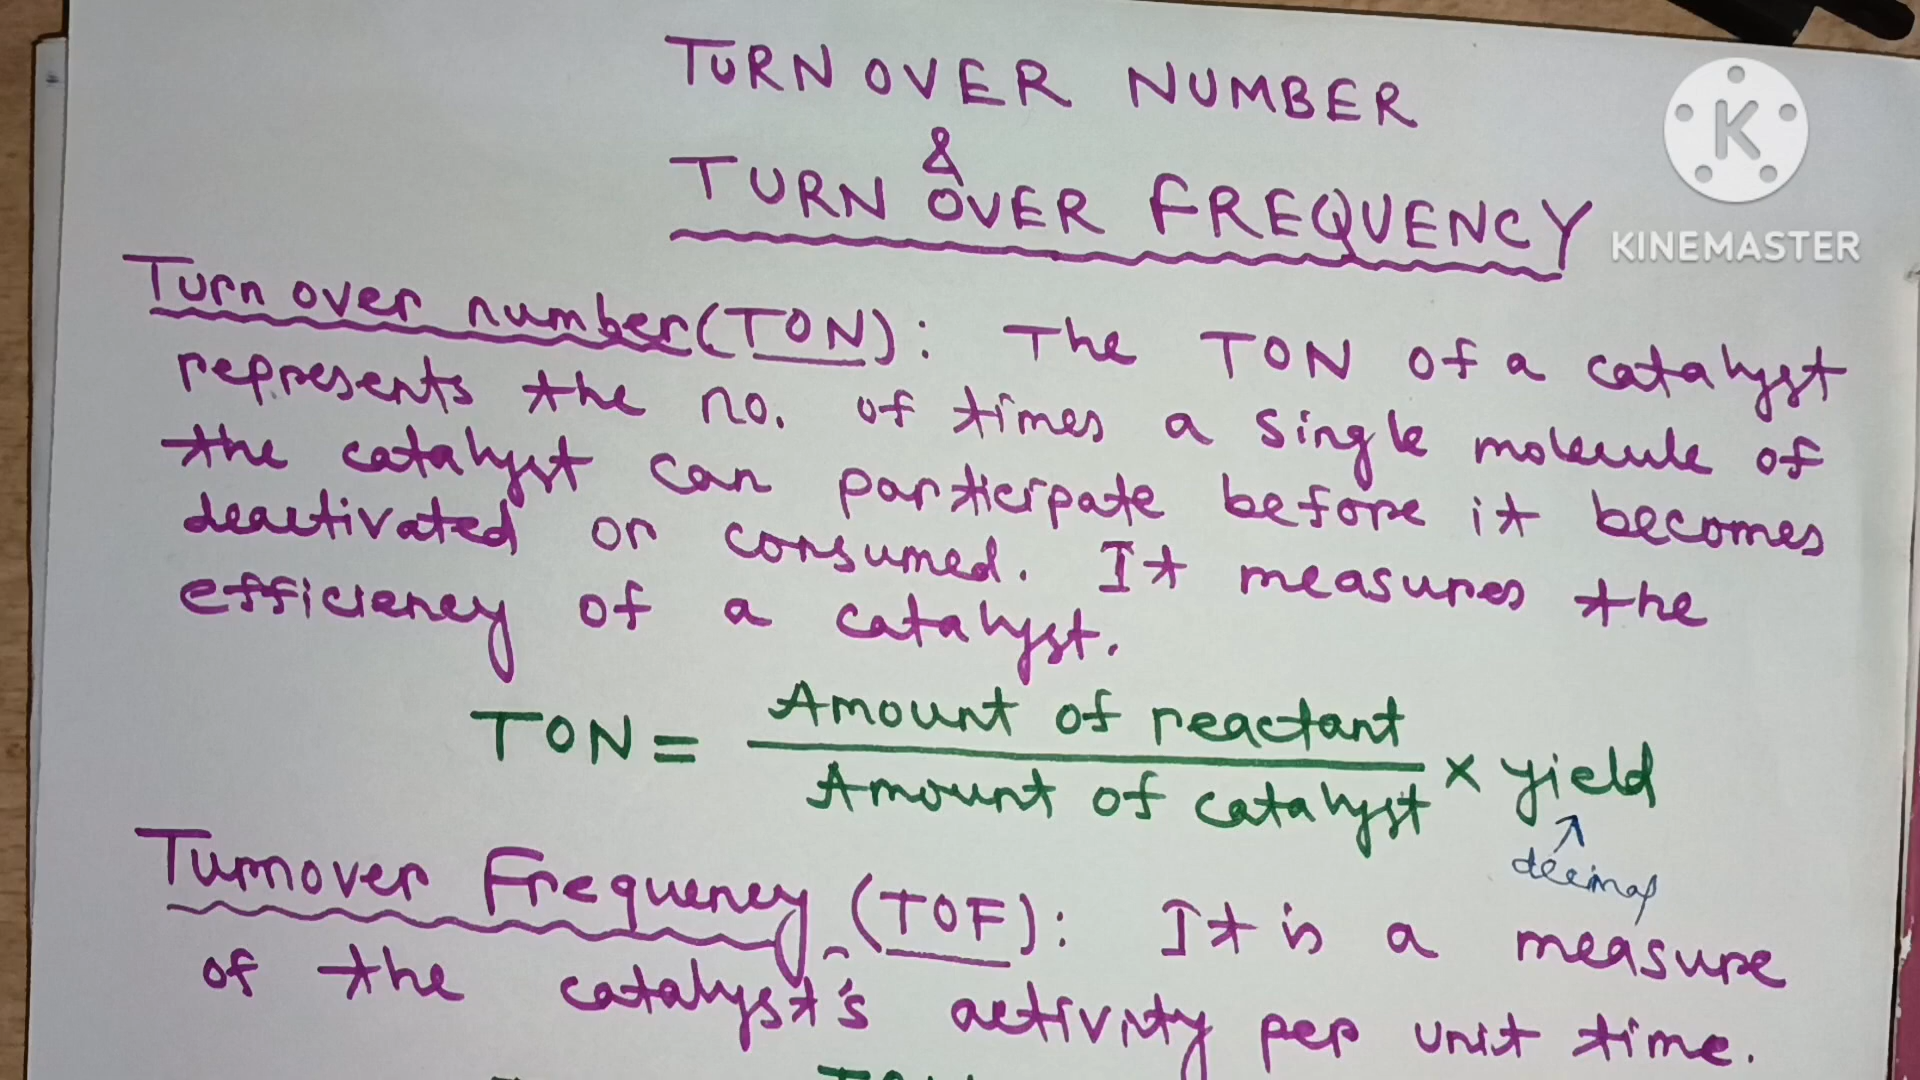 TURN OVER NUMBER
&
TURN OVER FREQUENCY
KINEMASTER
Turn over number (TON): The TON of a catalyst
represents the no. of times a single molecule of
the catalyst can participate before it becomes
deactivated or consumed. It measures the
efficiency of a catalyst.
TON = Amount of reactant
Amount of catalyst × yield
decimal
Turnover Frequency (TOF): It is a measure
of the catalyst's activity per unit time.